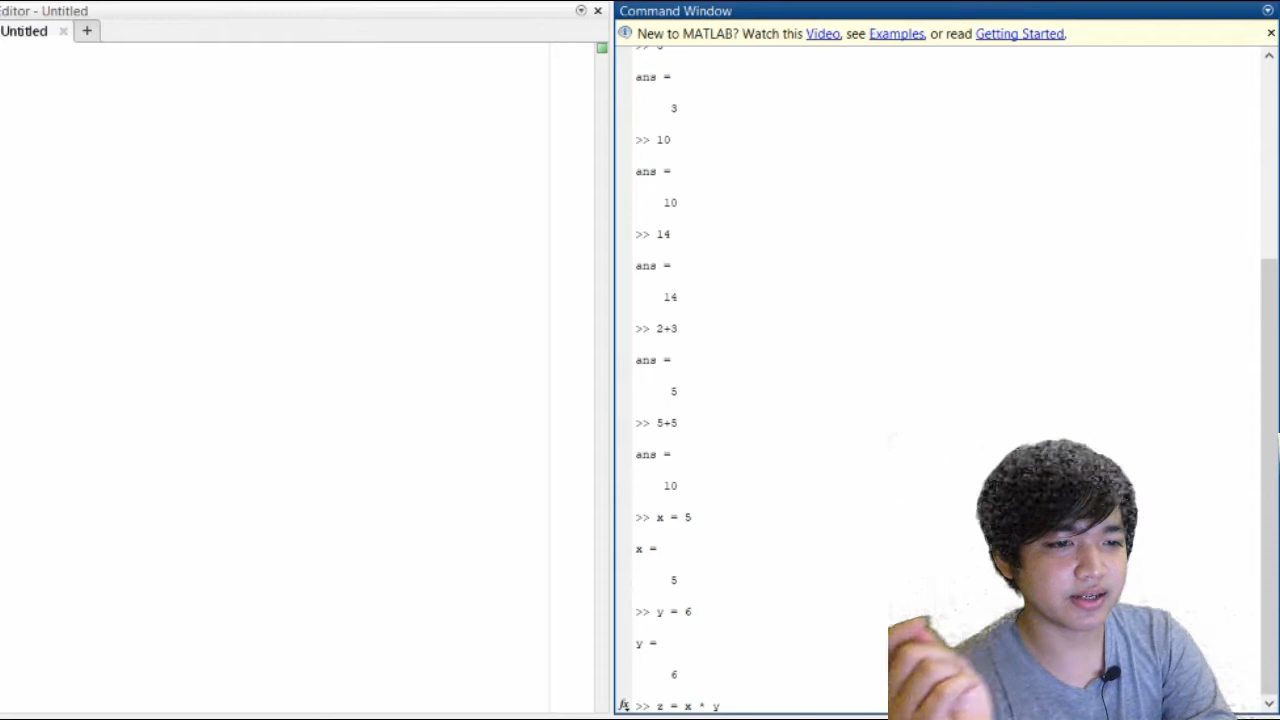 Editor - Untitled
Untitled
Command Window
New to MATLAB? Watch this Video, see Examples, or read Getting Started.
ans =
3
>> 10
ans =
10
>> 14
ans =
14
>> 2+3
ans =
5
>> 5+5
ans =
10
>> x = 5
x =
5
>> y = 6
y =
6
fx >> z = x * y